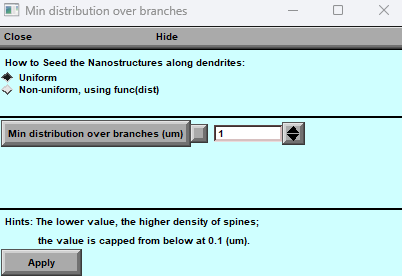 Min distribution over branches
Close Hide
How to Seed the Nanostructures along dendrites:
Uniform
Non-uniform, using func(dist)
Min distribution over branches (um) 1
Hints: The lower value, the higher density of spines;
the value is capped from below at 0.1 (um).
Apply